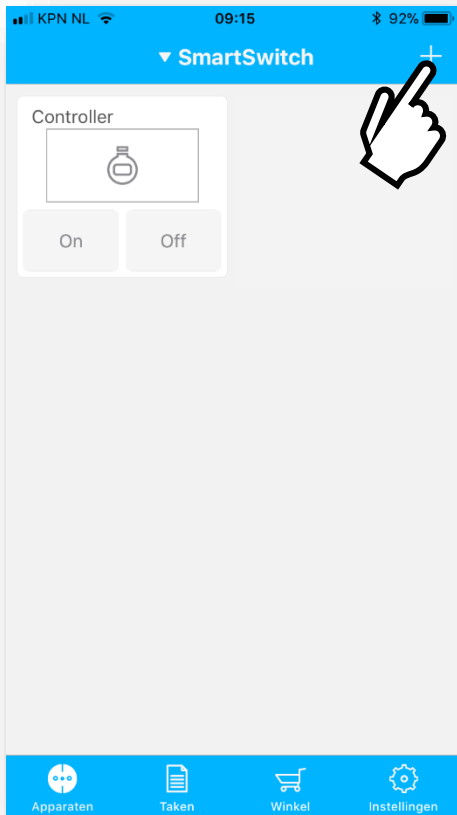 KPN NL 09:15 92%
▼ SmartSwitch +
Controller
On Off
Apparaten Taken Winkel Instellingen